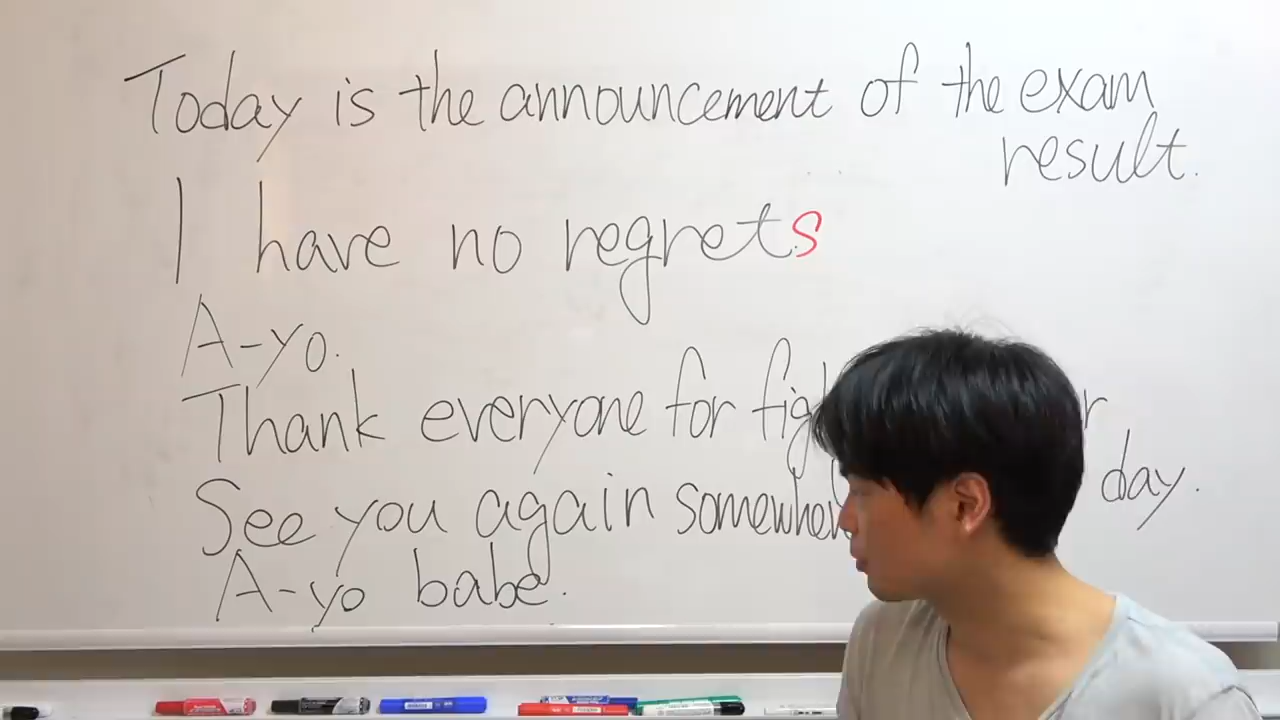 Today is the announcement of the exam
result.
I have no regrets
A-yo.
Thank everyone for
See you again day.
A-yo babe.